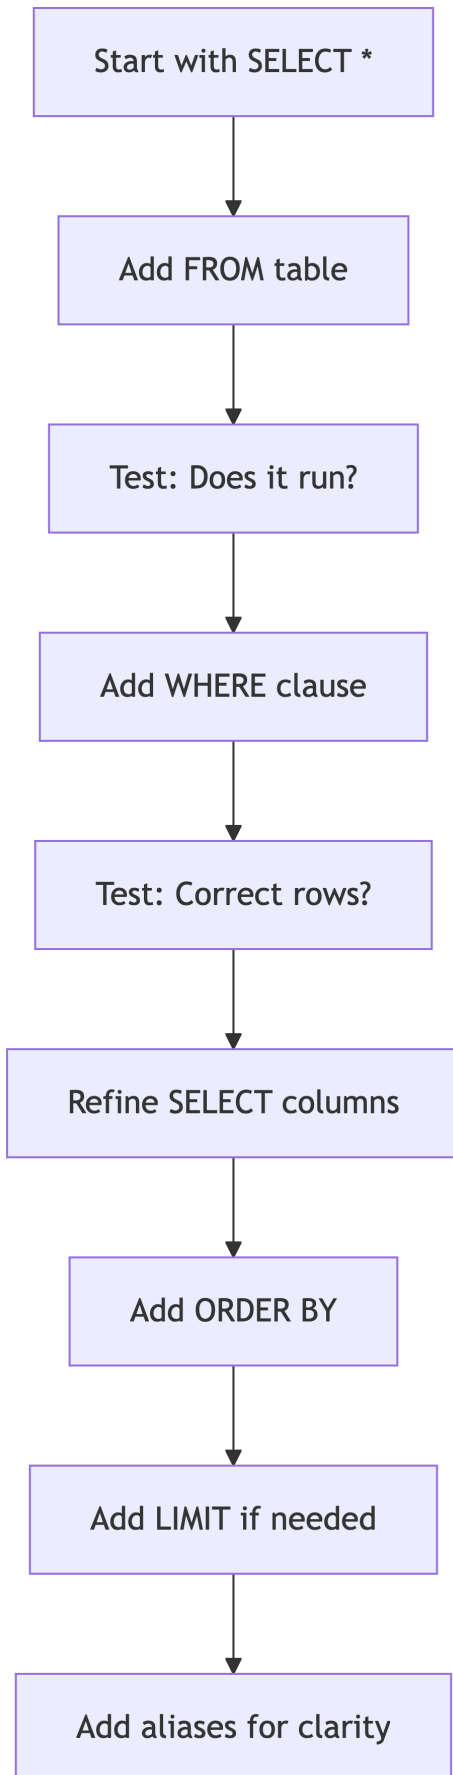 Start with SELECT *
Add FROM table
Test: Does it run?
Add WHERE clause
Test: Correct rows?
Refine SELECT columns
Add ORDER BY
Add LIMIT if needed
Add aliases for clarity